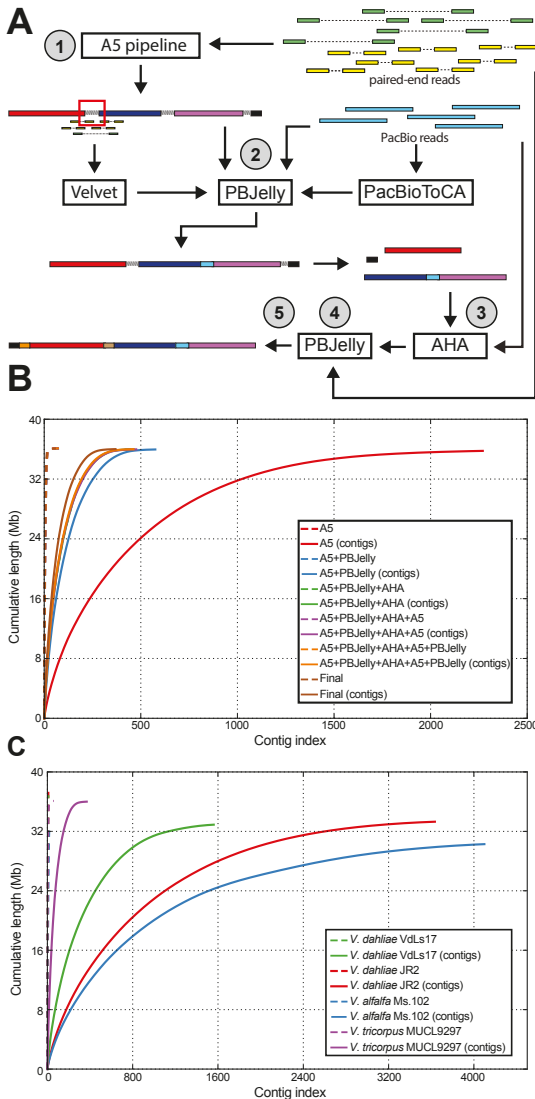 A
1
A5 pipeline
paired-end reads
PacBio reads
2
Velvet
PBJelly
PacBioToCA
5
4
3
PBJelly
AHA
B
Cumulative length (Mb)
40
36
32
24
16
8
0
A5
A5 (contigs)
A5+PBJelly
A5+PBJelly (contigs)
A5+PBJelly+AHA
A5+PBJelly+AHA (contigs)
A5+PBJelly+AHA+A5
A5+PBJelly+AHA+A5 (contigs)
A5+PBJelly+AHA+A5+PBJelly
A5+PBJelly+AHA+A5+PBJelly (contigs)
Final
Final (contigs)
0 500 1000 1500 2000 2500
Contig index
C
Cumulative length (Mb)
40
32
24
16
8
0
V. dahliae VdLs17
V. dahliae VdLs17 (contigs)
V. dahliae JR2
V. dahliae JR2 (contigs)
V. alfalfa Ms.102
V. alfalfa Ms.102 (contigs)
V. tricorpus MUCL9297
V. tricorpus MUCL9297 (contigs)
0 800 1600 2400 3200 4000
Contig index